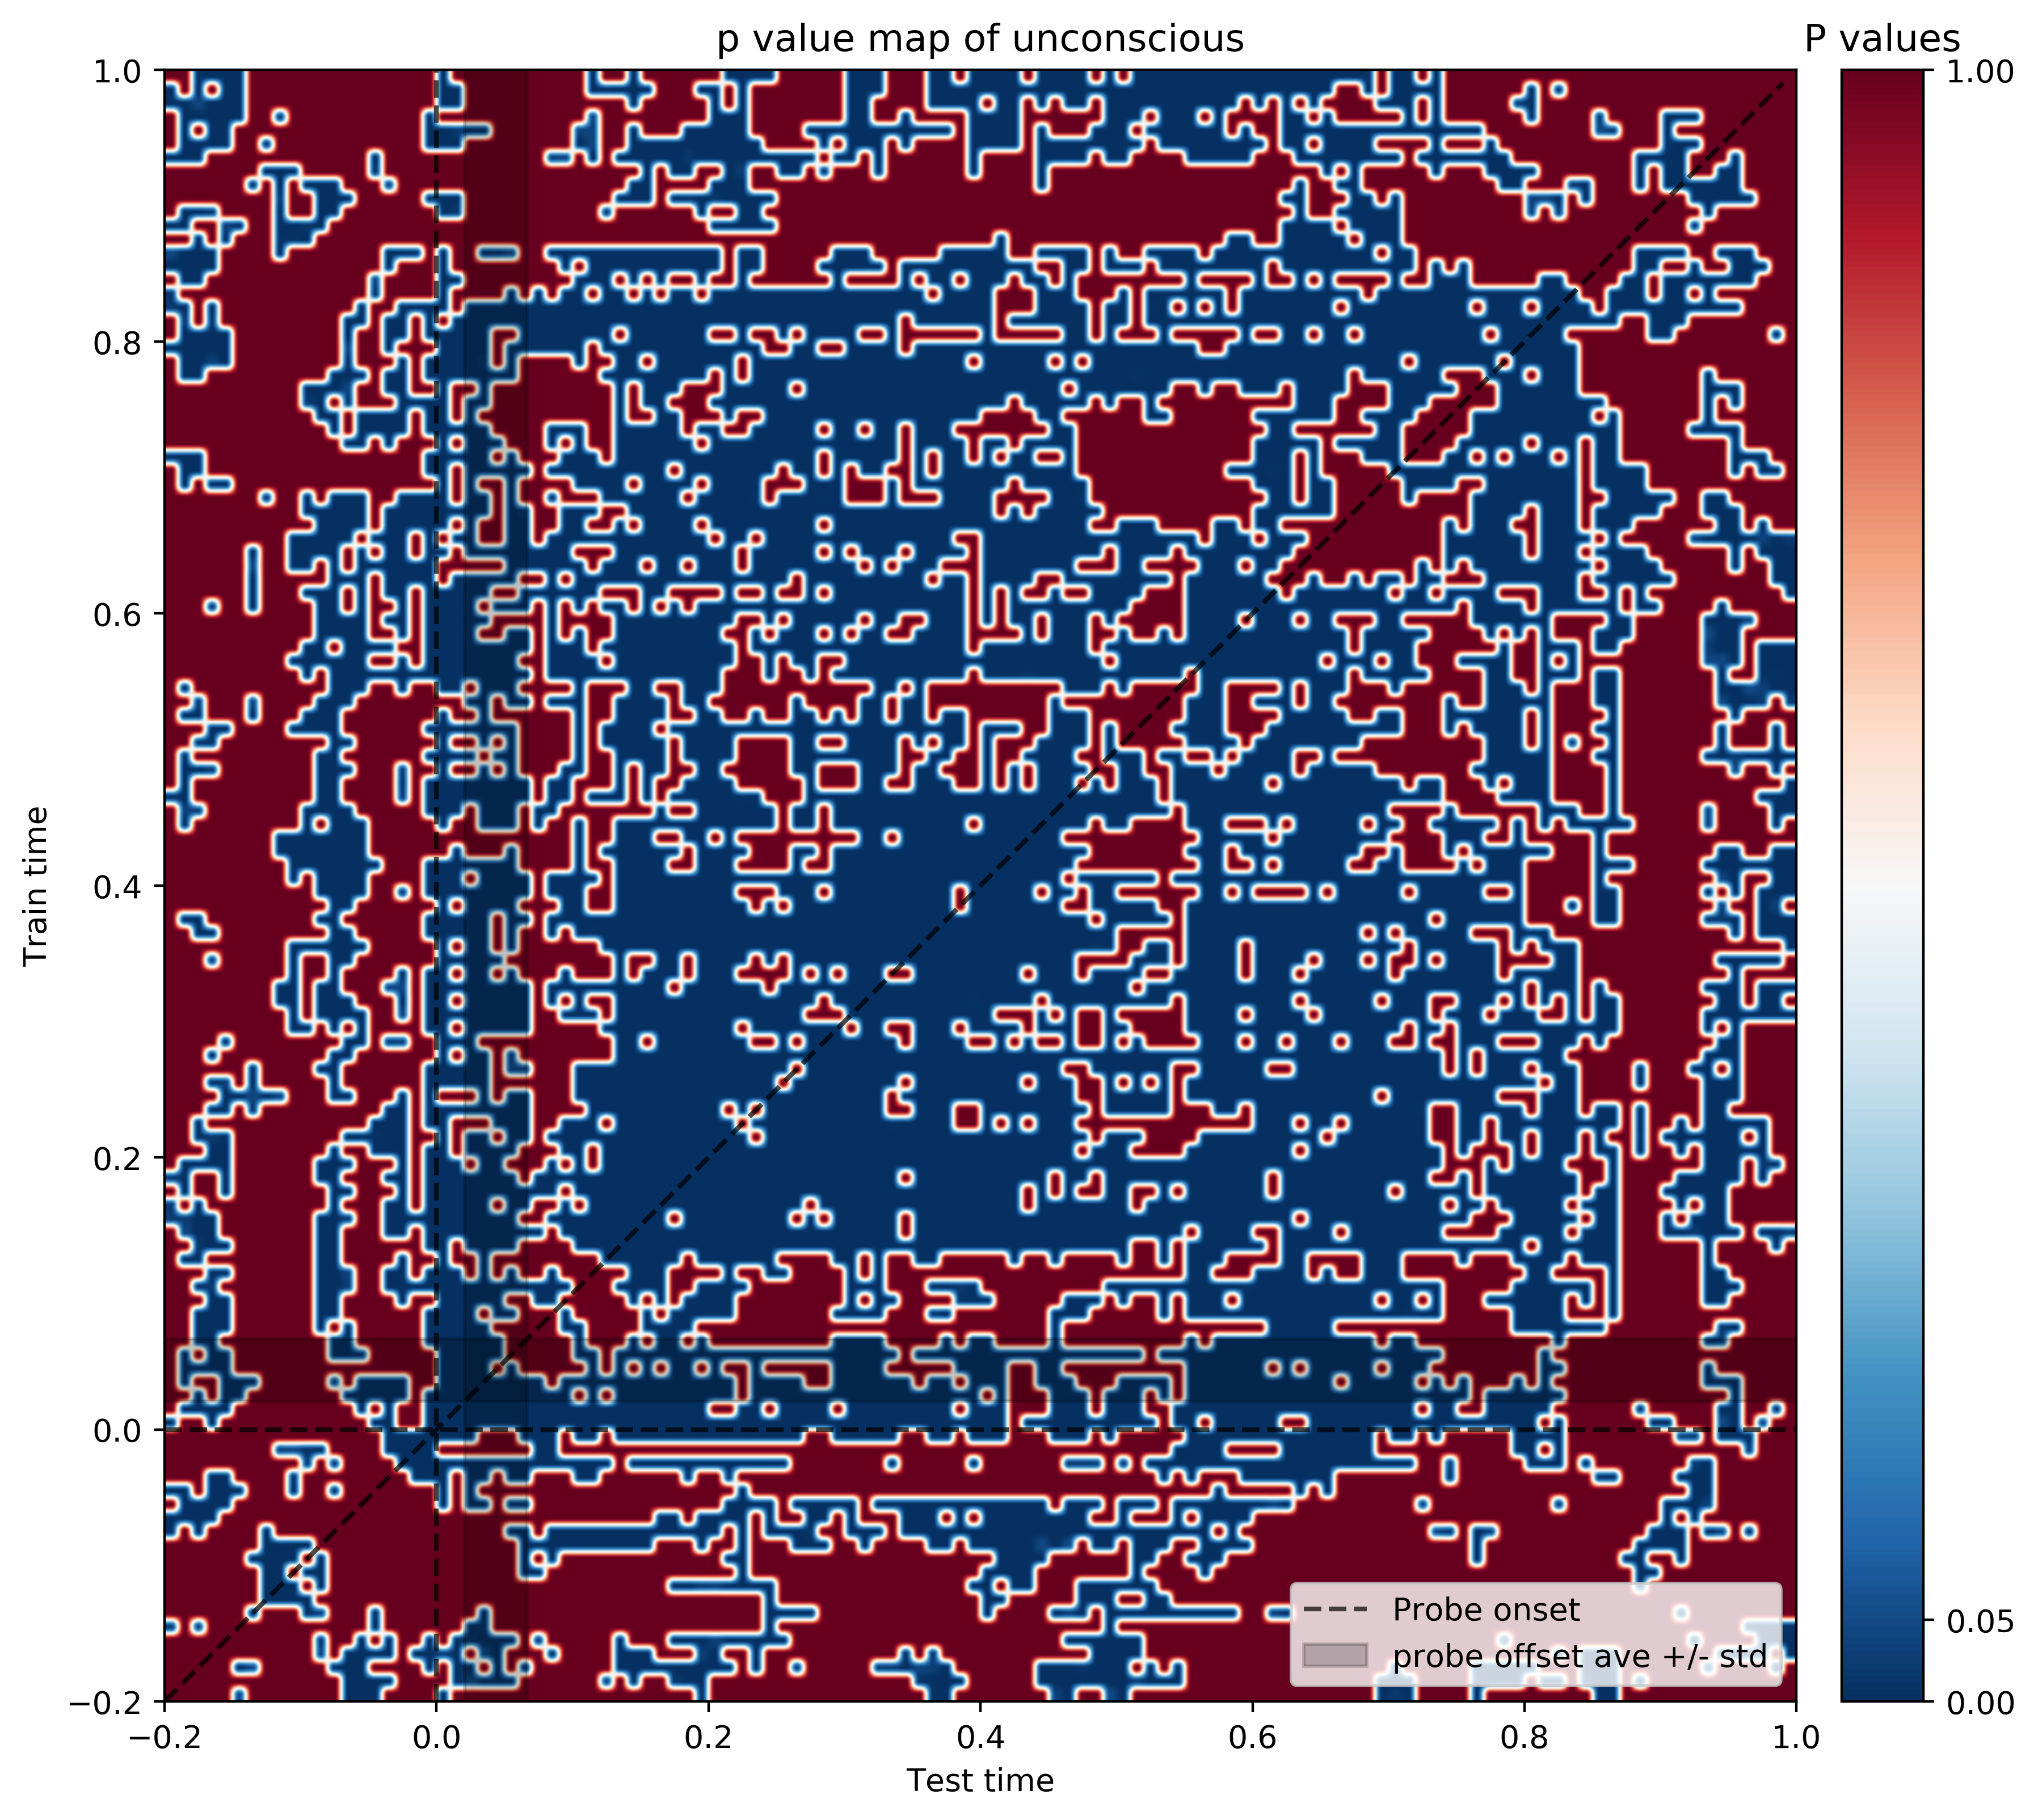 p value map of unconscious
P values
1.00
0.05
0.00
Train time
1.0
0.8
0.6
0.4
0.2
0.0
−0.2
−0.2
0.0
0.2
0.4
0.6
0.8
1.0
Test time
Probe onset
probe offset ave +/- std